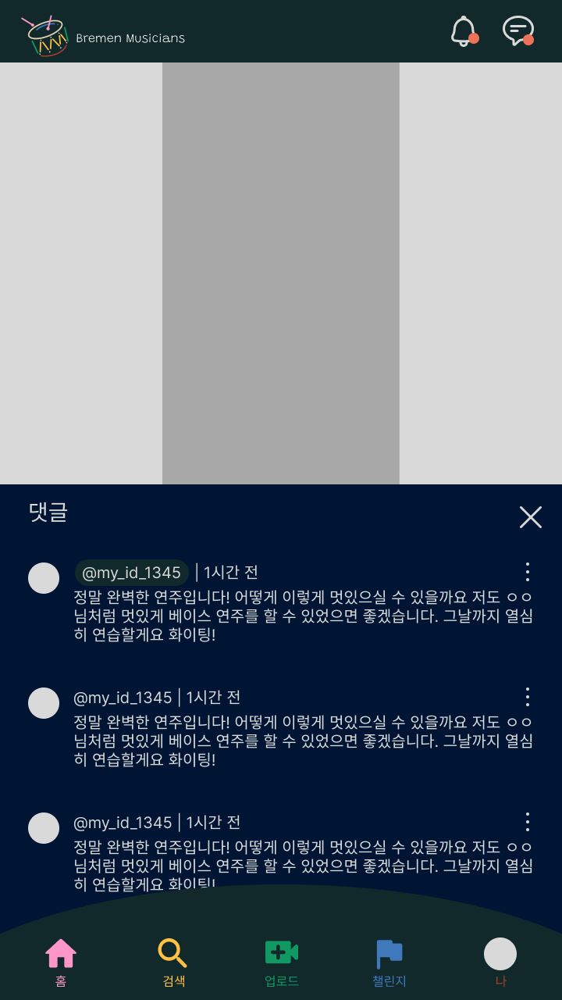 Bremen Musicians
댓글
@my_id_1345 | 1시간 전
정말 완벽한 연주입니다! 어떻게 이렇게 멋있으실 수 있을까요 저도 ㅇㅇ
님처럼 멋있게 베이스 연주를 할 수 있었으면 좋겠습니다. 그날까지 열심
히 연습할게요 화이팅!
@my_id_1345 | 1시간 전
정말 완벽한 연주입니다! 어떻게 이렇게 멋있으실 수 있을까요 저도 ㅇㅇ
님처럼 멋있게 베이스 연주를 할 수 있었으면 좋겠습니다. 그날까지 열심
히 연습할게요 화이팅!
@my_id_1345 | 1시간 전
정말 완벽한 연주입니다! 어떻게 이렇게 멋있으실 수 있을까요 저도 ㅇㅇ
님처럼 멋있게 베이스 연주를 할 수 있었으면 좋겠습니다. 그날까지 열심
히 연습할게요 화이팅!
홈 검색 업로드 챌린지 나